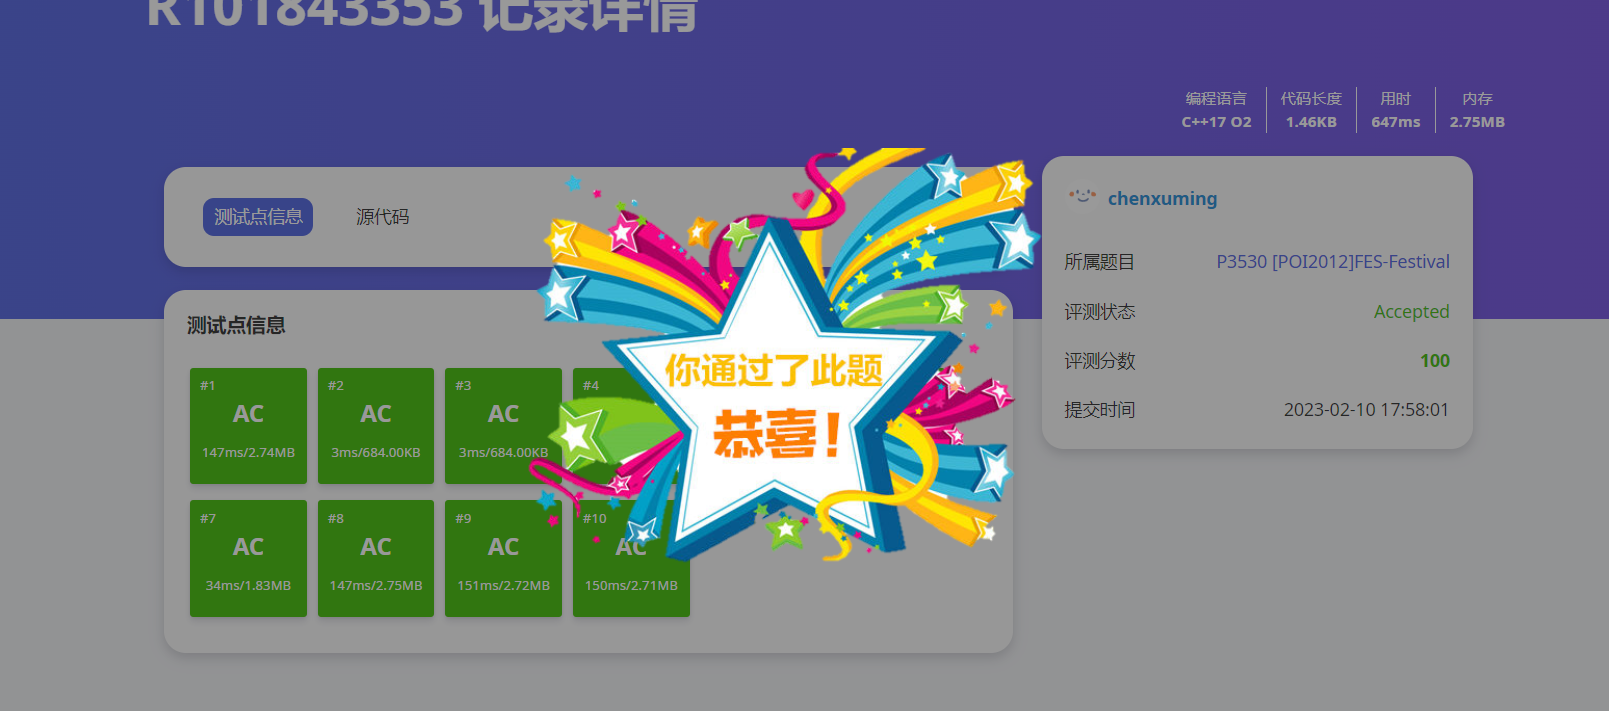 R101843353 记录详情
编程语言 代码长度 用时 内存
C++17 O2 1.46KB 647ms 2.75MB
测试点信息 源代码
chenxuming
所属题目 P3530 [POI2012]FES-Festival
评测状态 Accepted
评测分数 100
提交时间 2023-02-10 17:58:01
测试点信息
#1 #2 #3 #4
AC AC AC
147ms/2.74MB 3ms/684.00KB 3ms/684.00KB
你通过了此题
恭喜!
#7 #8 #9 #10
AC AC AC AC
34ms/1.83MB 147ms/2.75MB 151ms/2.72MB 150ms/2.71MB